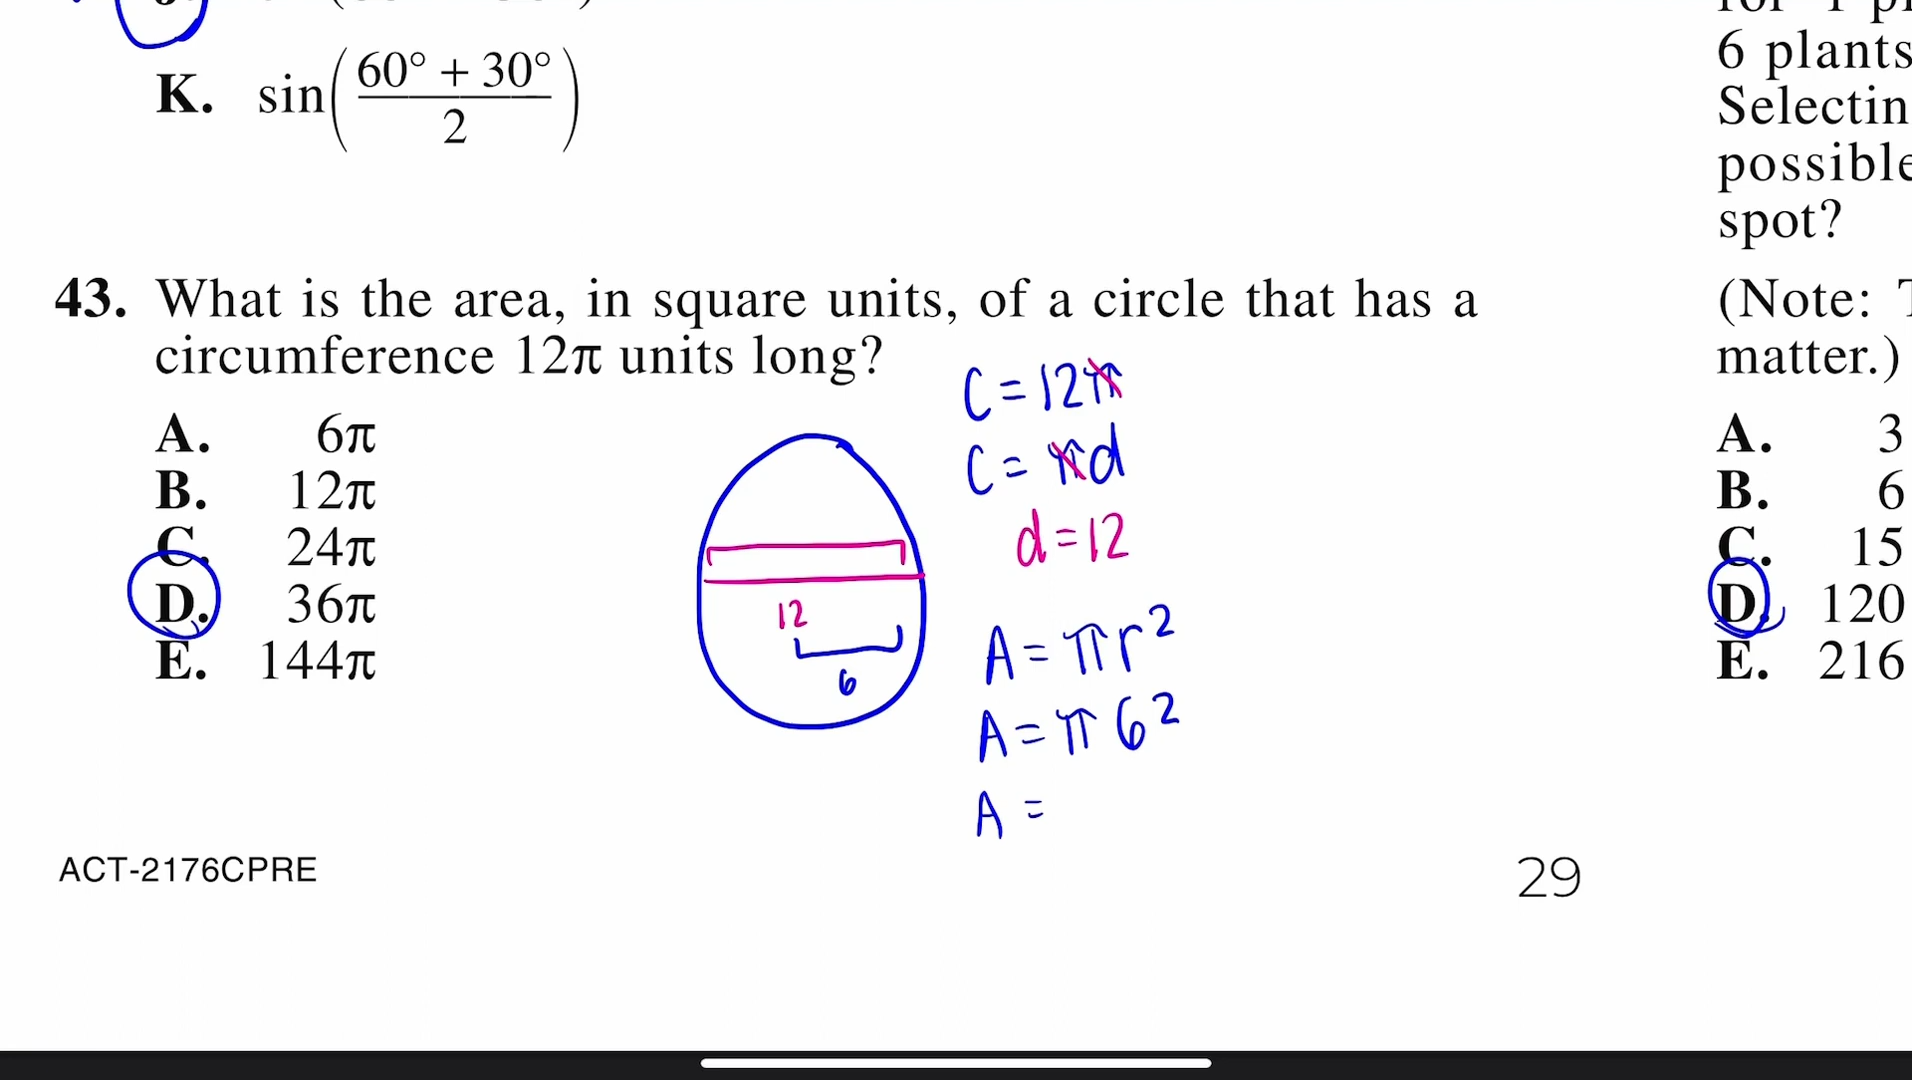 K. sin(60° + 30° / 2)
43. What is the area, in square units, of a circle that has a
circumference 12π units long?
A. 6π
B. 12π
C. 24π
D. 36π
E. 144π
C = 12π
C = πd
d = 12
12
6
A = πr²
A = π 6²
A =
ACT-2176CPRE
29
6 plants
Selectin
possible
spot?
(Note: T
matter.)
A. 3
B. 6
C. 15
D. 120
E. 216